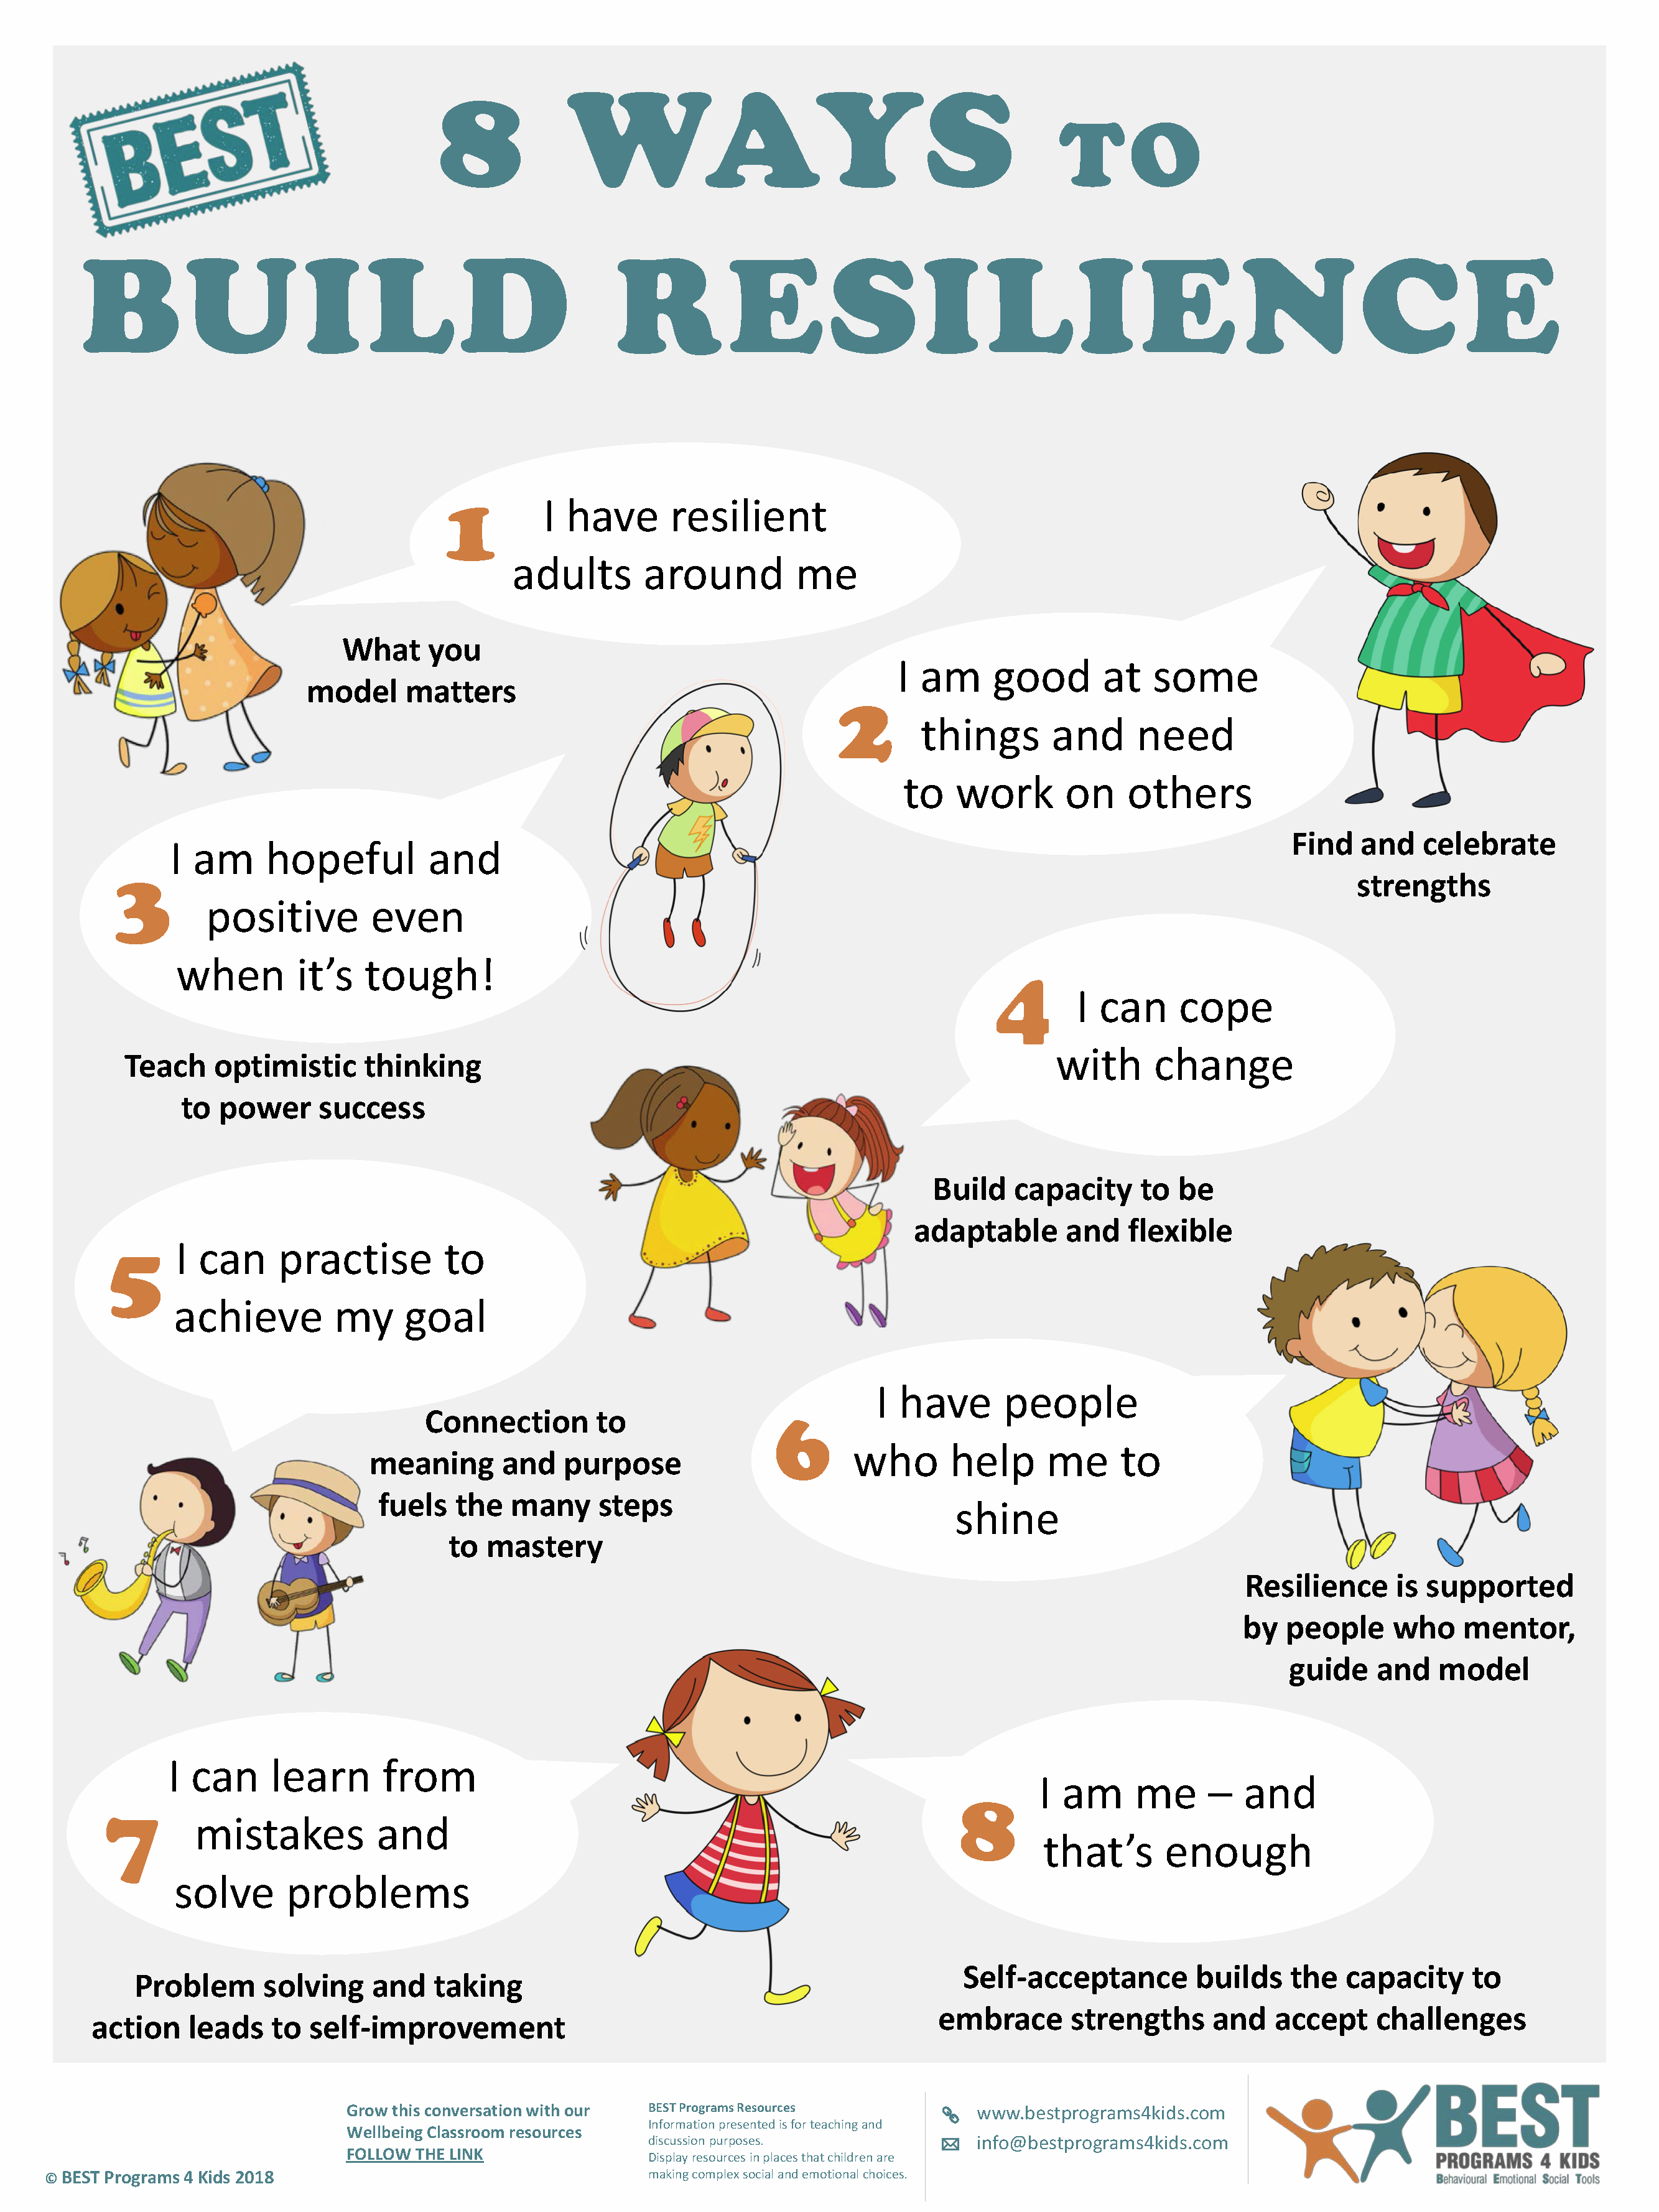 BEST
8 WAYS TO
BUILD RESILIENCE
1
I have resilient
adults around me
What you
model matters
2
I am good at some
things and need
to work on others
Find and celebrate
strengths
3
I am hopeful and
positive even
when it’s tough!
Teach optimistic thinking
to power success
4
I can cope
with change
Build capacity to be
adaptable and flexible
5
I can practise to
achieve my goal
Connection to
meaning and purpose
fuels the many steps
to mastery
6
I have people
who help me to
shine
Resilience is supported
by people who mentor,
guide and model
7
I can learn from
mistakes and
solve problems
Problem solving and taking
action leads to self-improvement
8
I am me – and
that’s enough
Self-acceptance builds the capacity to
embrace strengths and accept challenges
© BEST Programs 4 Kids 2018
Grow this conversation with our
Wellbeing Classroom resources
FOLLOW THE LINK
BEST Programs Resources
Information presented is for teaching and
discussion purposes.
Display resources in places that children are
making complex social and emotional choices.
www.bestprograms4kids.com
info@bestprograms4kids.com
BEST
PROGRAMS 4 KIDS
Behavioural Emotional Social Tools